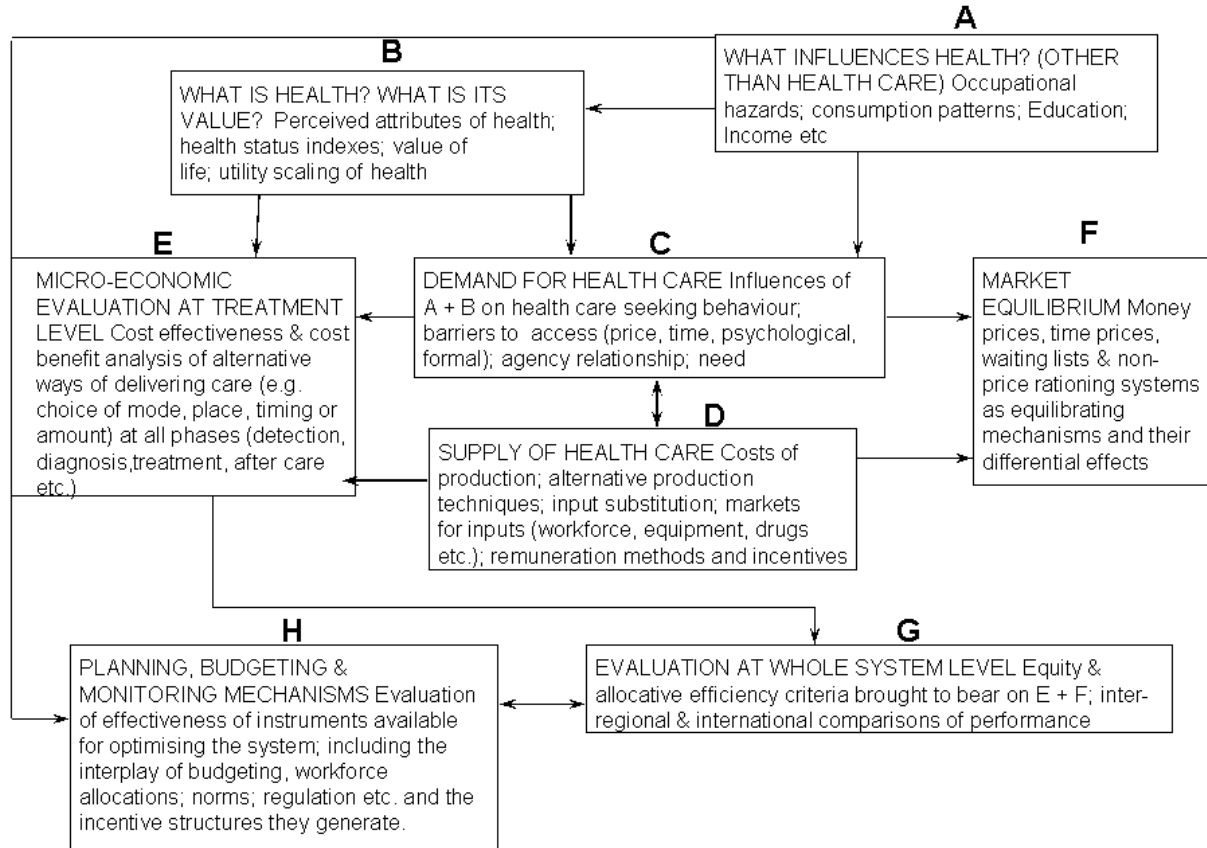 A
WHAT INFLUENCES HEALTH? (OTHER
THAN HEALTH CARE) Occupational
hazards; consumption patterns; Education;
Income etc
B
WHAT IS HEALTH? WHAT IS ITS
VALUE? Perceived attributes of health;
health status indexes; value of
life; utility scaling of health
E
MICRO-ECONOMIC
EVALUATION AT TREATMENT
LEVEL Cost effectiveness & cost
benefit analysis of alternative
ways of delivering care (e.g.
choice of mode, place, timing or
amount) at all phases (detection,
diagnosis,treatment, after care
etc.)
C
DEMAND FOR HEALTH CARE Influences of
A + B on health care seeking behaviour;
barriers to access (price, time, psychological,
formal); agency relationship; need
F
MARKET
EQUILIBRIUM Money
prices, time prices,
waiting lists & non-
price rationing systems
as equilibrating
mechanisms and their
differential effects
D
SUPPLY OF HEALTH CARE Costs of
production; alternative production
techniques; input substitution; markets
for inputs (workforce, equipment, drugs
etc.); remuneration methods and incentives
H
PLANNING, BUDGETING &
MONITORING MECHANISMS Evaluation
of effectiveness of instruments available
for optimising the system; including the
interplay of budgeting, workforce
allocations; norms; regulation etc. and the
incentive structures they generate.
G
EVALUATION AT WHOLE SYSTEM LEVEL Equity &
allocative efficiency criteria brought to bear on E + F; inter-
regional & international comparisons of performance